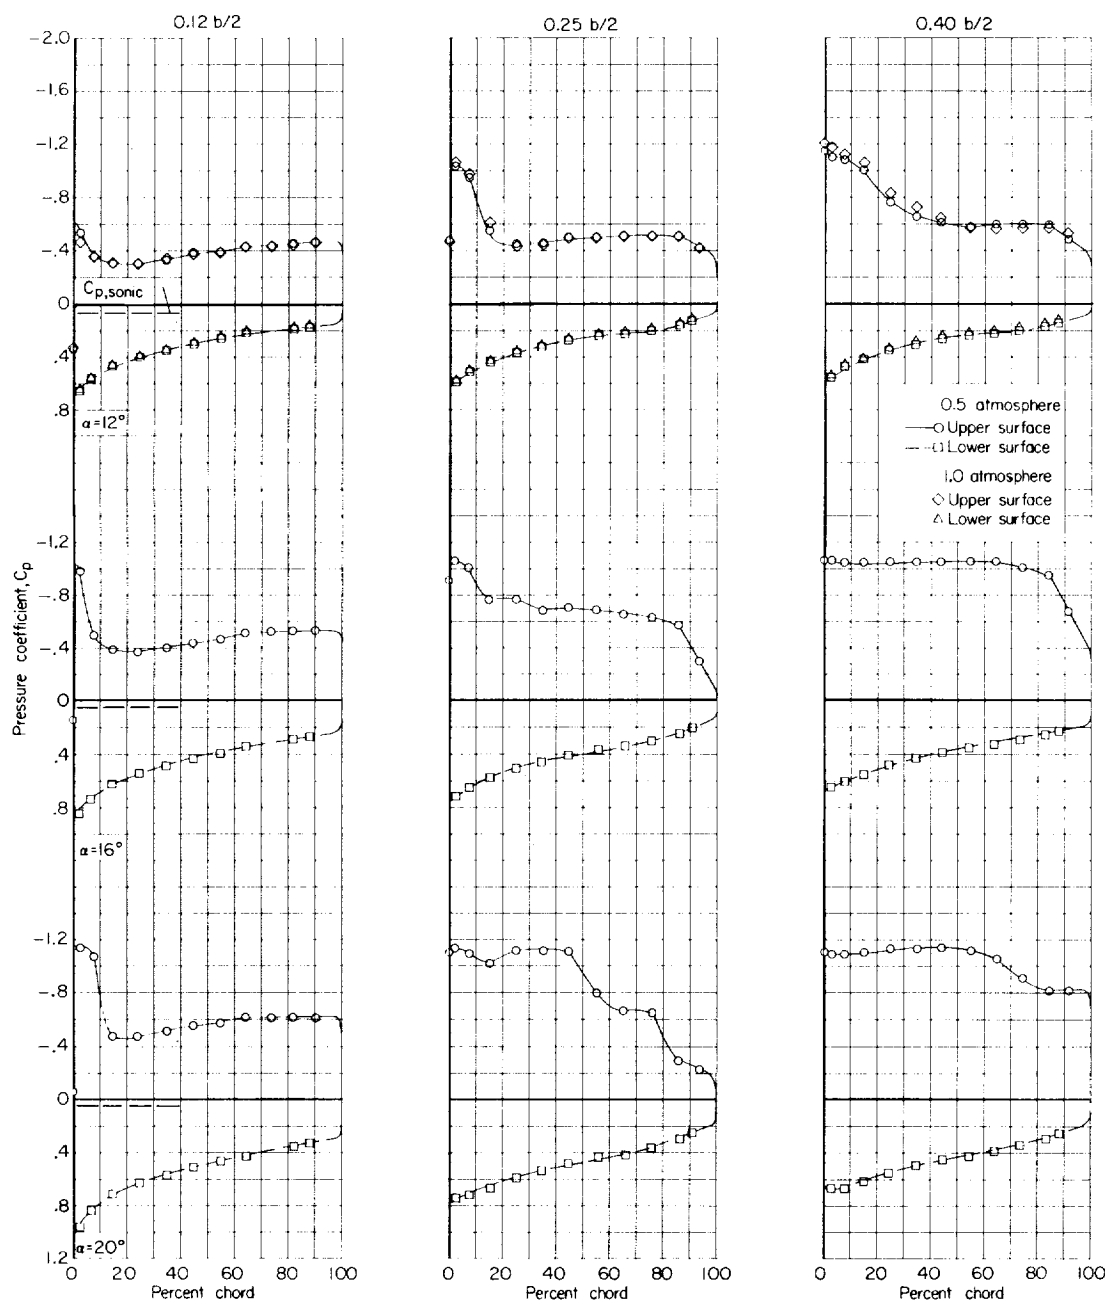 0.12 b/2
0.25 b/2
0.40 b/2
-2.0
-1.6
-1.2
-.8
-.4
0
.4
.8
Cp,sonic
α=12°
0.5 atmosphere
Upper surface
Lower surface
1.0 atmosphere
Upper surface
Lower surface
Pressure coefficient, Cp
-1.2
-.8
-.4
0
.4
.8
α=16°
-1.2
-.8
-.4
0
.4
.8
1.2
α=20°
0 20 40 60 80 100
0 20 40 60 80 100
0 20 40 60 80 100
Percent chord
Percent chord
Percent chord